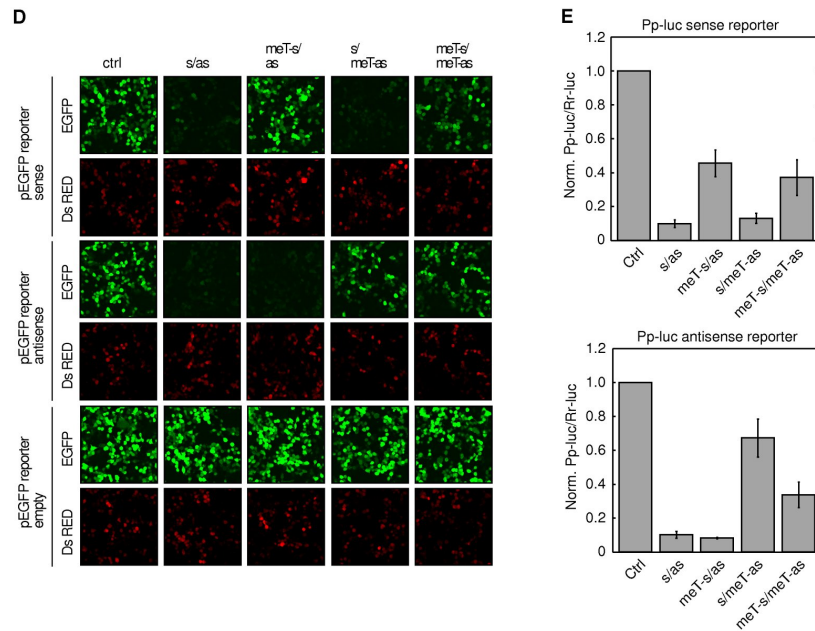 D
ctrl
s/as
meT-s/
as
s/
meT-as
meT-s/
meT-as
pEGFP reporter
sense
EGFP
Ds RED
pEGFP reporter
antisense
EGFP
Ds RED
pEGFP reporter
empty
EGFP
Ds RED
E
Pp-luc sense reporter
Norm. Pp-luc/Rr-luc
1.2
1
0.8
0.6
0.4
0.2
0
Ctrl
s/as
meT-s/as
s/meT-as
meT-s/meT-as
Pp-luc antisense reporter
Norm. Pp-luc/Rr-luc
1.2
1
0.8
0.6
0.4
0.2
0
Ctrl
s/as
meT-s/as
s/meT-as
meT-s/meT-as